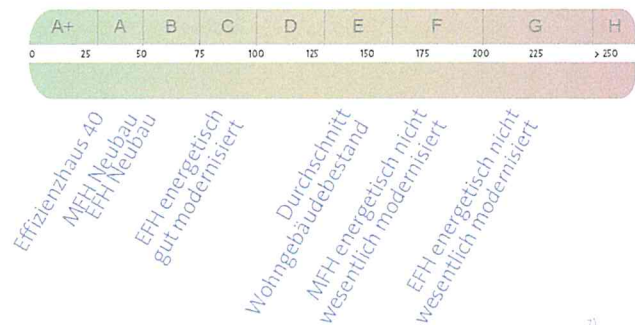 A+ A B C D E F G H
0 25 50 75 100 125 150 175 200 225 > 250
Effizienzhaus 40
MFH Neubau
EFH Neubau
EFH energetisch
gut modernisiert
Durchschnitt
Wohngebäudebestand
MFH energetisch nicht
wesentlich modernisiert
EFH energetisch nicht
wesentlich modernisiert